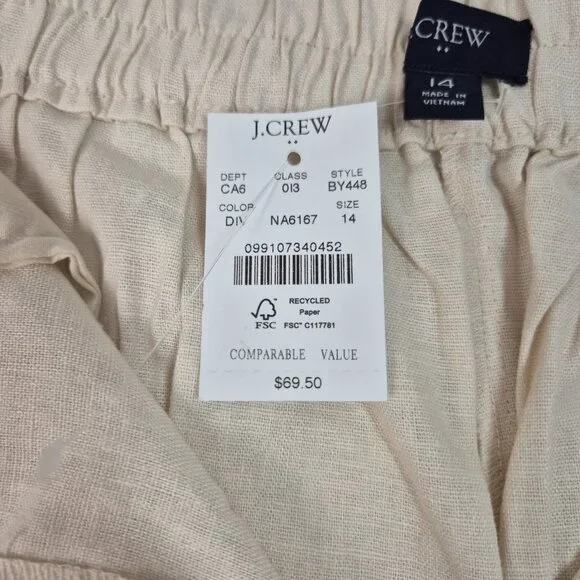 J.CREW
14
MADE IN
VIETNAM
J.CREW
DEPT CLASS STYLE
CA6 013 BY448
COLOR SIZE
DIV NA6167 14
099107340452
RECYCLED
Paper
FSC
FSC™ C117781
COMPARABLE VALUE
$69.50